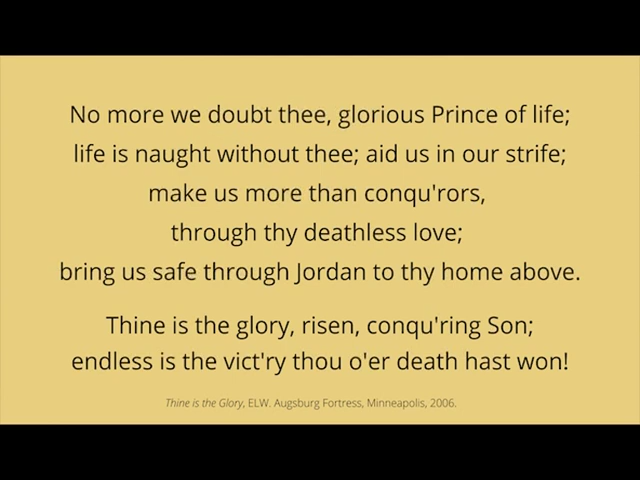 No more we doubt thee, glorious Prince of life;
life is naught without thee; aid us in our strife;
make us more than conqu'rors,
through thy deathless love;
bring us safe through Jordan to thy home above.
Thine is the glory, risen, conqu'ring Son;
endless is the vict'ry thou o'er death hast won!
Thine is the Glory, ELW. Augsburg Fortress, Minneapolis, 2006.